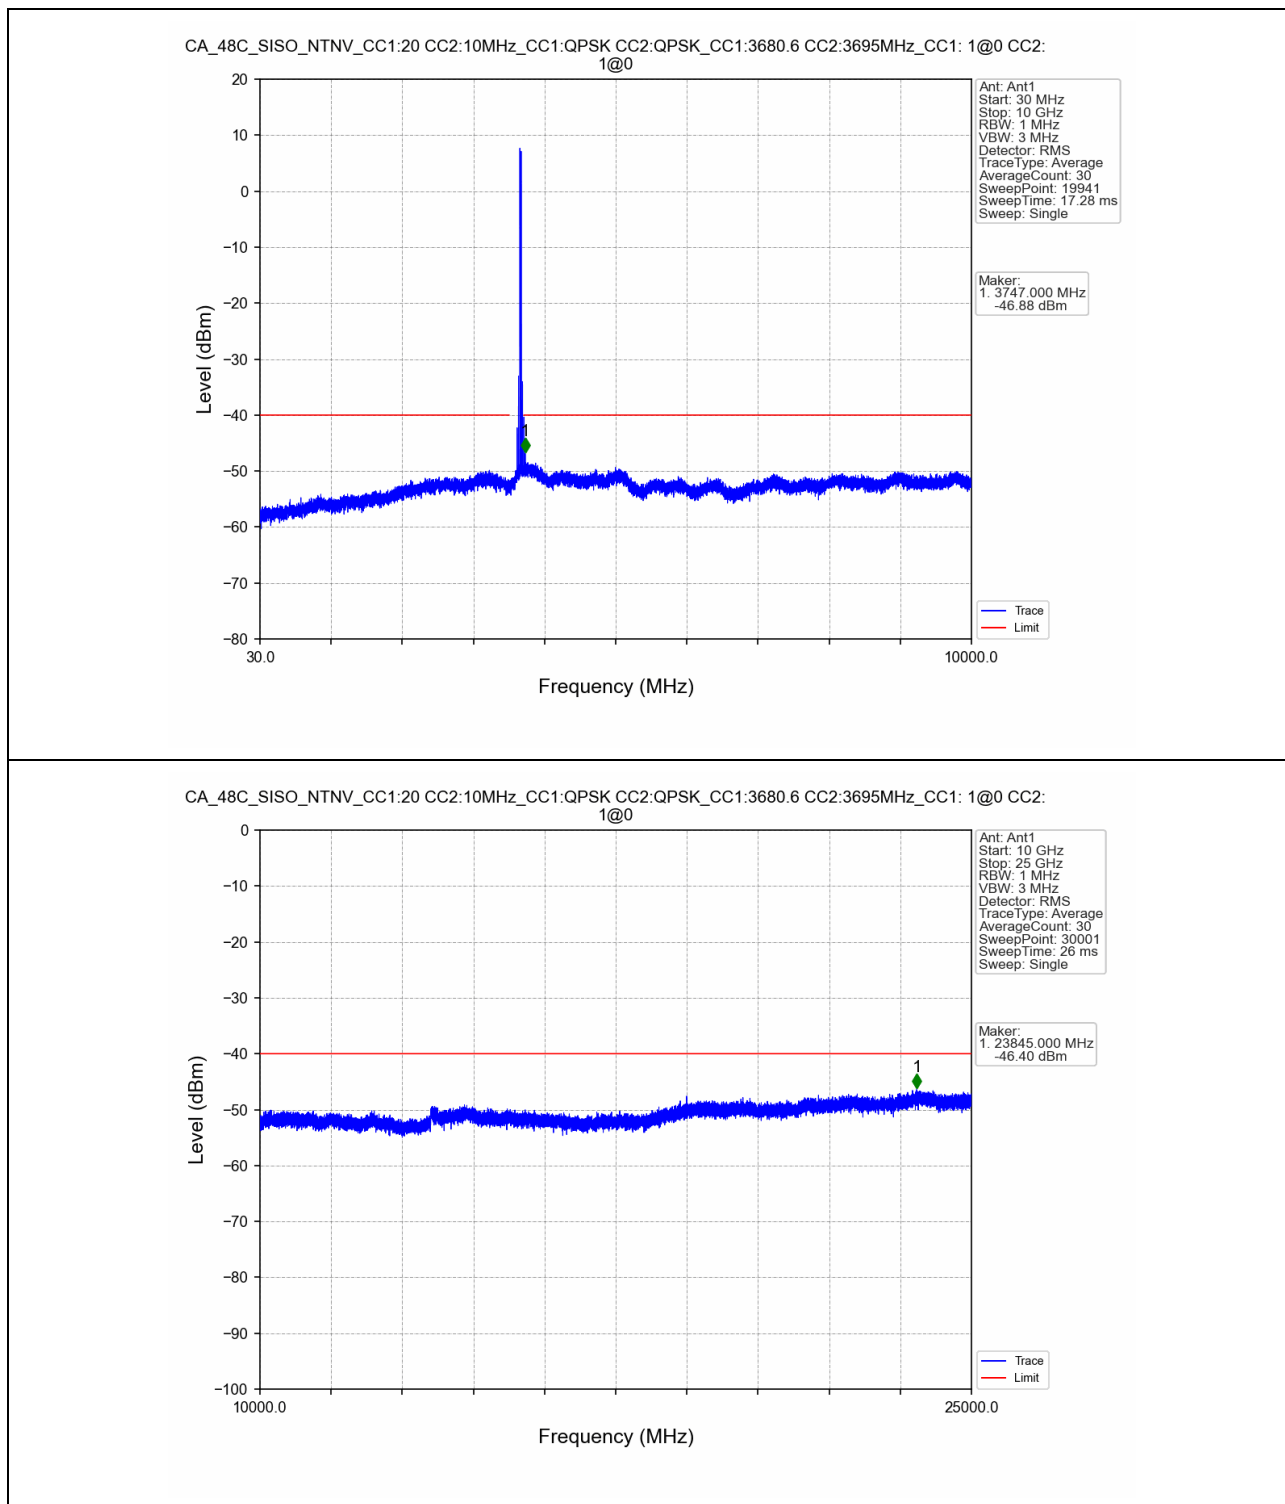 CA_48C_SISO_NTNV_CC1:20 CC2:10MHz_CC1:QPSK CC2:QPSK_CC1:3680.6 CC2:3695MHz_CC1: 1@0 CC2:
1@0
20
10
0
−10
−20
−30
−40
−50
−60
−70
−80
Level (dBm)
1
30.0
10000.0
Frequency (MHz)
Ant: Ant1
Start: 30 MHz
Stop: 10 GHz
RBW: 1 MHz
VBW: 3 MHz
Detector: RMS
TraceType: Average
AverageCount: 30
SweepPoint: 19941
SweepTime: 17.28 ms
Sweep: Single
Maker:
1. 3747.000 MHz
-46.88 dBm
Trace
Limit
CA_48C_SISO_NTNV_CC1:20 CC2:10MHz_CC1:QPSK CC2:QPSK_CC1:3680.6 CC2:3695MHz_CC1: 1@0 CC2:
1@0
0
−10
−20
−30
−40
−50
−60
−70
−80
−90
−100
Level (dBm)
1
10000.0
25000.0
Frequency (MHz)
Ant: Ant1
Start: 10 GHz
Stop: 25 GHz
RBW: 1 MHz
VBW: 3 MHz
Detector: RMS
TraceType: Average
AverageCount: 30
SweepPoint: 30001
SweepTime: 26 ms
Sweep: Single
Maker:
1. 23845.000 MHz
-46.40 dBm
Trace
Limit